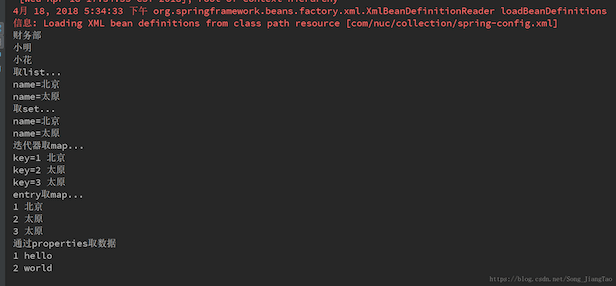 4月 18, 2018 5:34:33 下午 org.springframework.beans.factory.xml.XmlBeanDefinitionReader loadBeanDefinitions
信息: Loading XML bean definitions from class path resource [com/nuc/collection/spring-config.xml]
财务部
小明
小花
取list...
name=北京
name=太原
取set...
name=北京
name=太原
迭代器取map...
key=1 北京
key=2 太原
key=3 太原
entry取map...
1 北京
2 太原
3 太原
通过properties取数据
1 hello
2 world
https://blog.csdn.net/Song_JiangTao